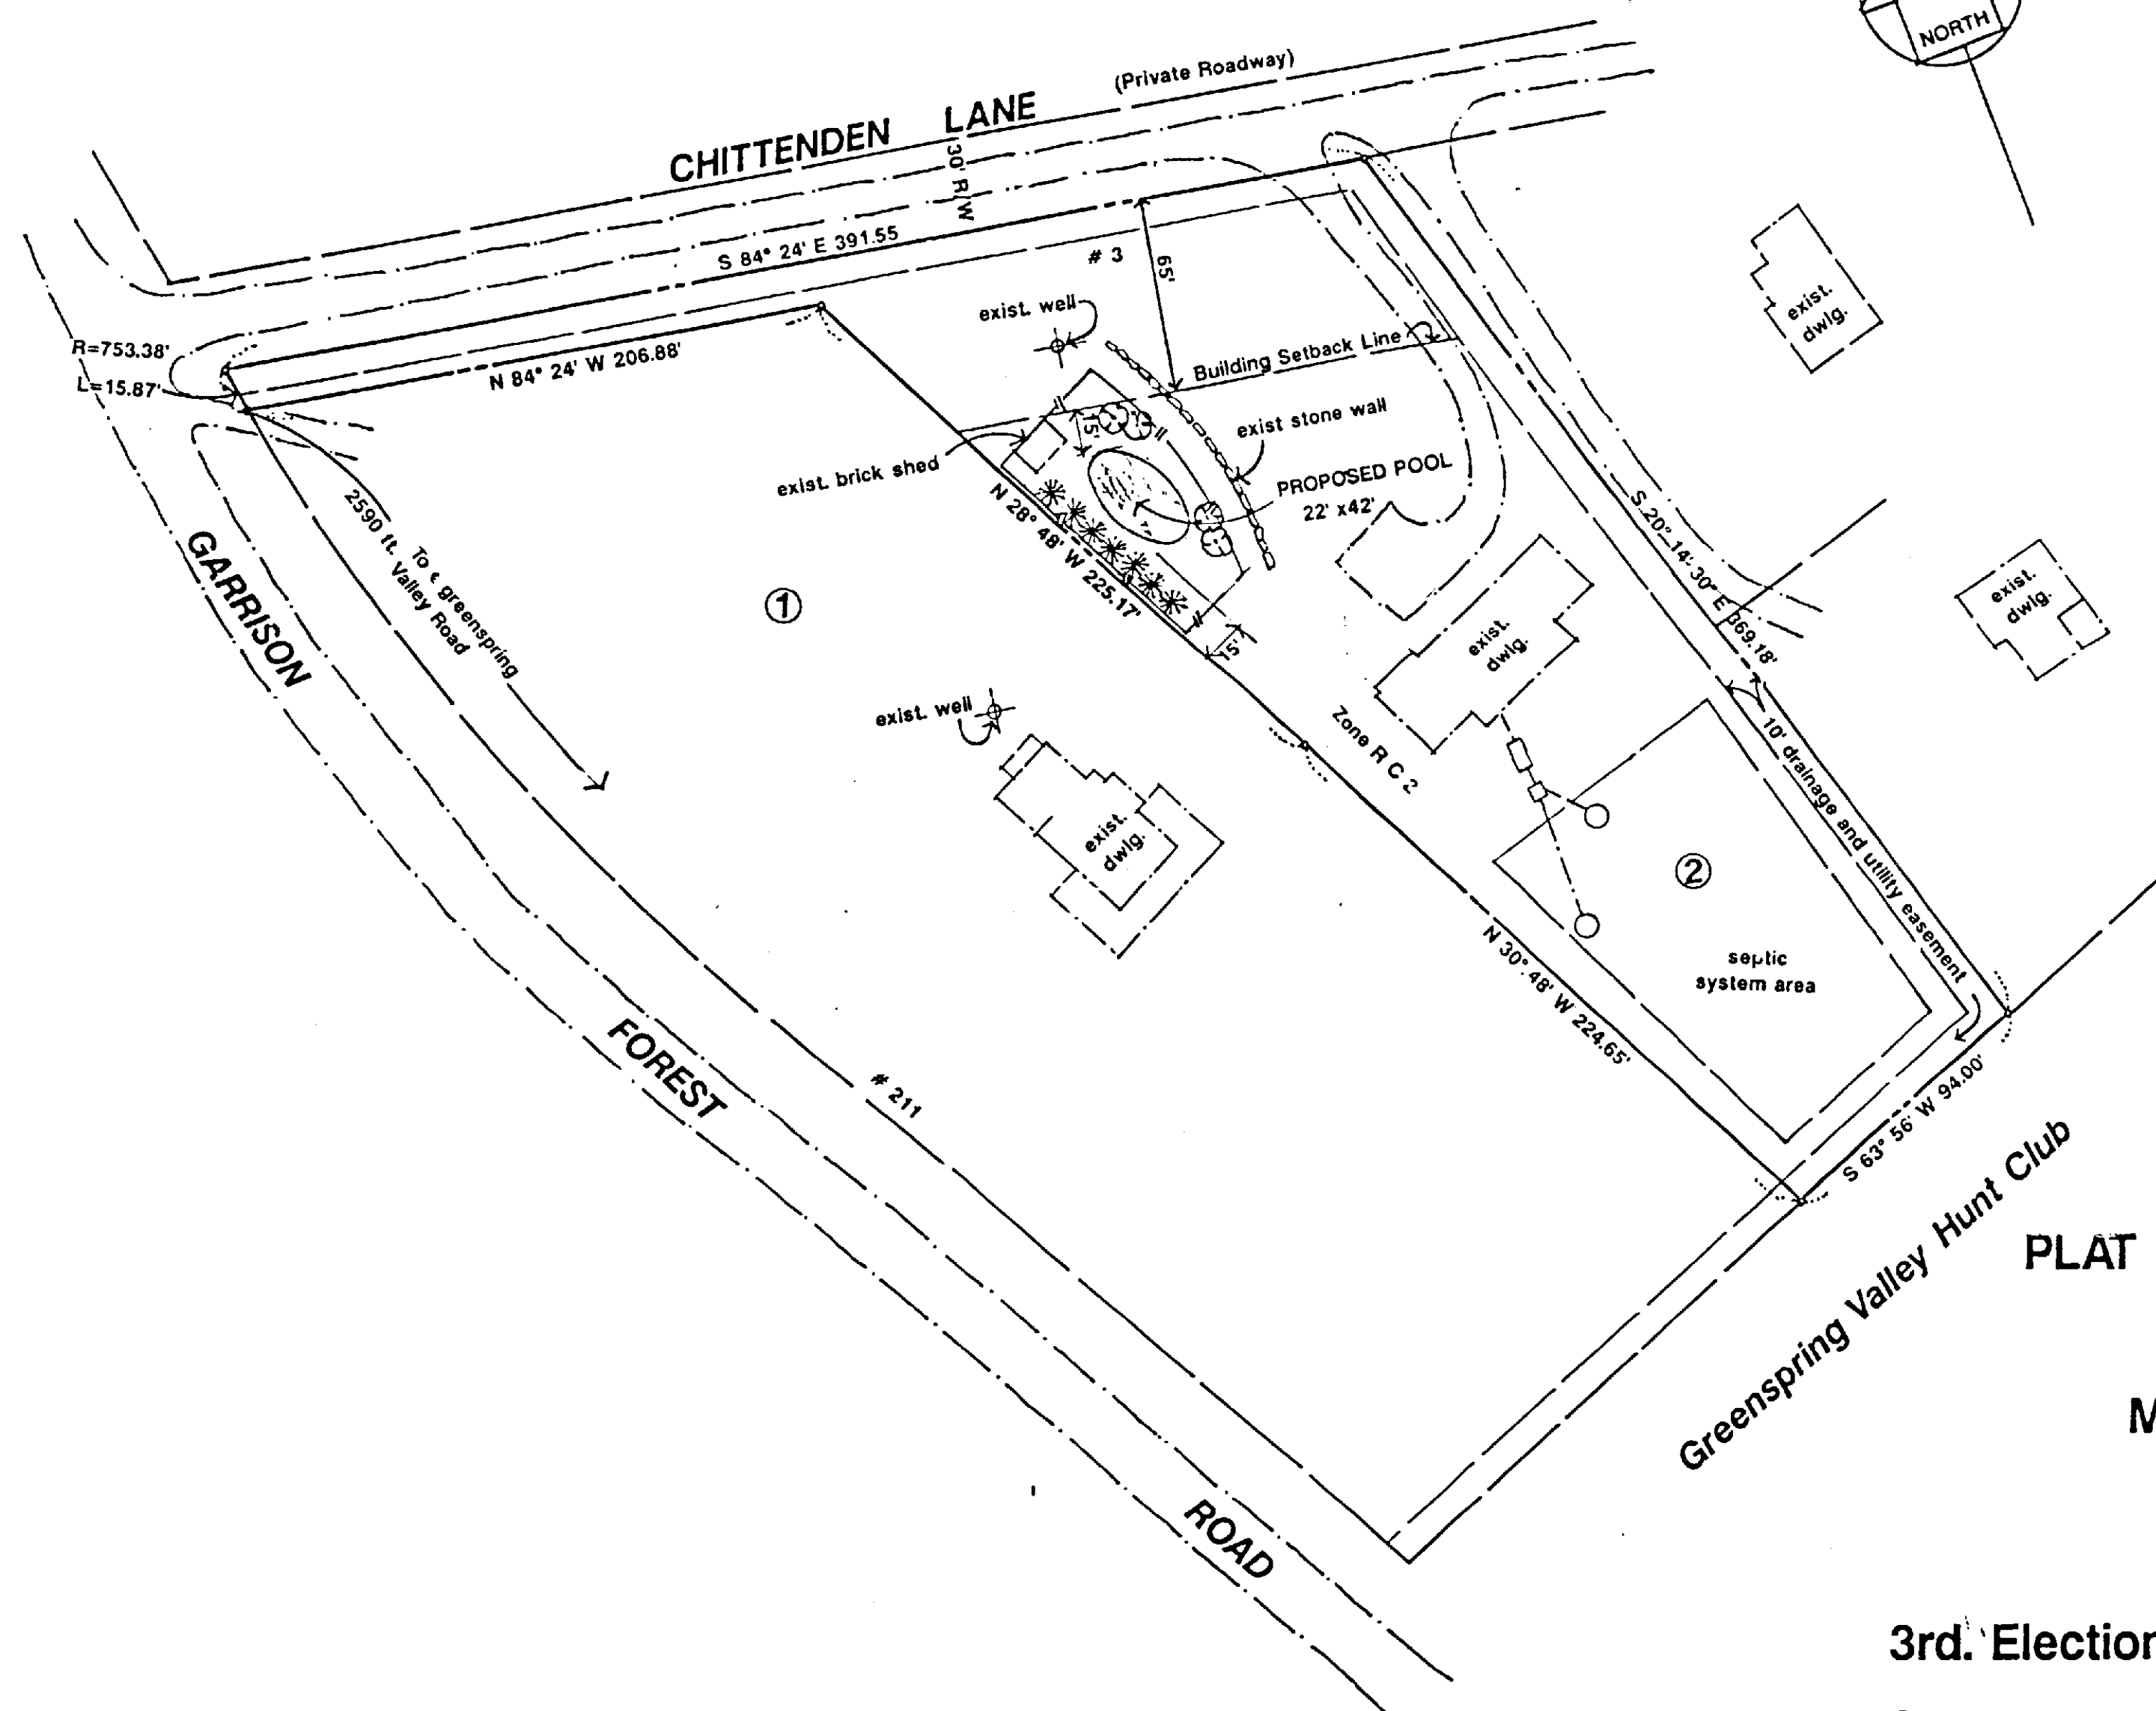 NORTH
(Private Roadway)
CHITTENDEN LANE
30' R/W
S 84° 24' E 391.55
# 3
65'
exist. well
R=753.38'
L=15.87'
N 84° 24' W 206.88'
Building Setback Line
exist.
dwlg.
15'
exist stone wall
exist. brick shed
PROPOSED POOL
22' x42'
N 28° 48' W 225.17'
S 20° 14' 30" E 369.18'
2590 ft. To ¢ greenspring
Valley Road
GARRISON
1
exist.
dwlg.
exist.
dwlg.
15'
exist. well
Zone R C 2
10' drainage and utility easement
exist.
dwlg.
2
septic
system area
N 30° 48' W 224.65'
FOREST
# 211
S 63° 56' W 94.00'
Greenspring Valley Hunt Club
PLAT
M
ROAD
3rd. Election